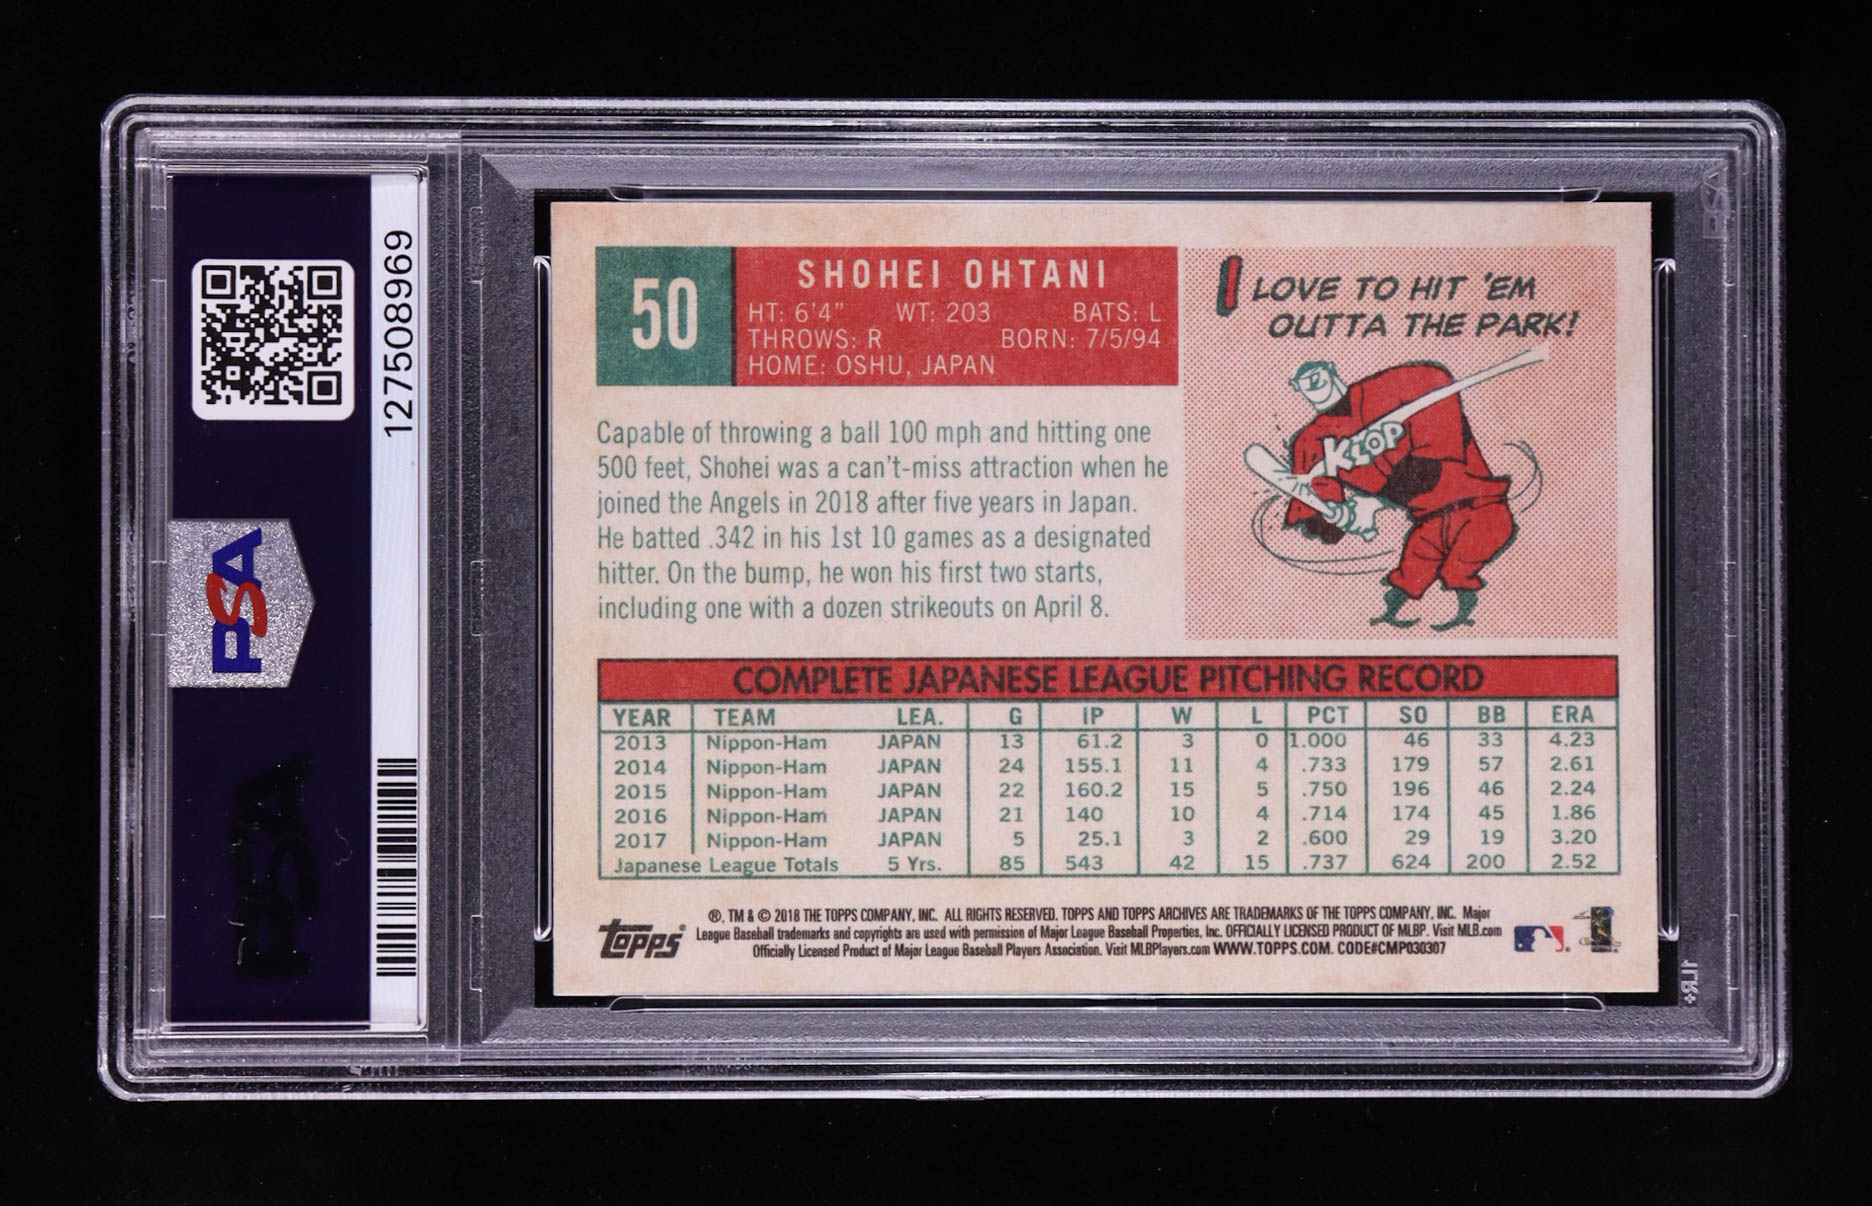 127508969
PSA
50
SHOHEI OHTANI
HT: 6'4" WT: 203 BATS: L
THROWS: R BORN: 7/5/94
HOME: OSHU, JAPAN
I LOVE TO HIT 'EM
OUTTA THE PARK!
KLOP
Capable of throwing a ball 100 mph and hitting one
500 feet, Shohei was a can't-miss attraction when he
joined the Angels in 2018 after five years in Japan.
He batted .342 in his 1st 10 games as a designated
hitter. On the bump, he won his first two starts,
including one with a dozen strikeouts on April 8.
COMPLETE JAPANESE LEAGUE PITCHING RECORD
YEAR TEAM LEA. G IP W L PCT SO BB ERA
2013 Nippon-Ham JAPAN 13 61.2 3 0 1.000 46 33 4.23
2014 Nippon-Ham JAPAN 24 155.1 11 4 .733 179 57 2.61
2015 Nippon-Ham JAPAN 22 160.2 15 5 .750 196 46 2.24
2016 Nippon-Ham JAPAN 21 140 10 4 .714 174 45 1.86
2017 Nippon-Ham JAPAN 5 25.1 3 2 .600 29 19 3.20
Japanese League Totals 5 Yrs. 85 543 42 15 .737 624 200 2.52
topps®
®, TM & © 2018 THE TOPPS COMPANY, INC. ALL RIGHTS RESERVED. TOPPS AND TOPPS ARCHIVES ARE TRADEMARKS OF THE TOPPS COMPANY, INC. Major
League Baseball trademarks and copyrights are used with permission of Major League Baseball Properties, Inc. OFFICIALLY LICENSED PRODUCT OF MLBP. Visit MLB.com
Officially Licensed Product of Major League Baseball Players Association. Visit MLBPlayers.com WWW.TOPPS.COM. CODE#CMP030307
PSA
1LR+